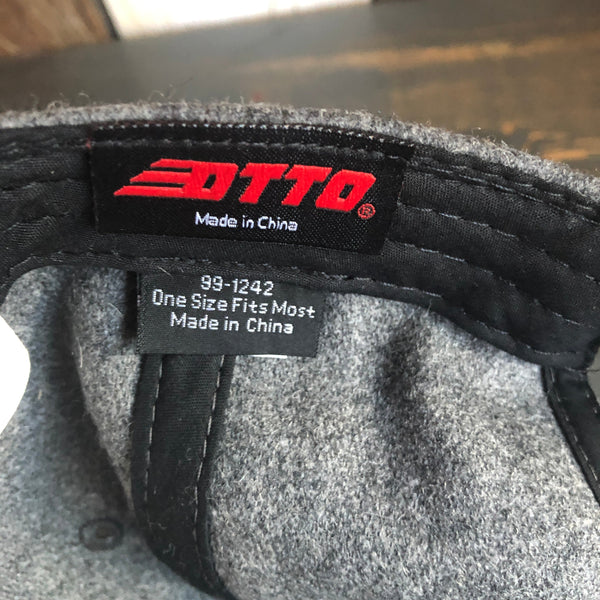 OTTO®
Made in China
99-1242
One Size Fits Most
Made in China